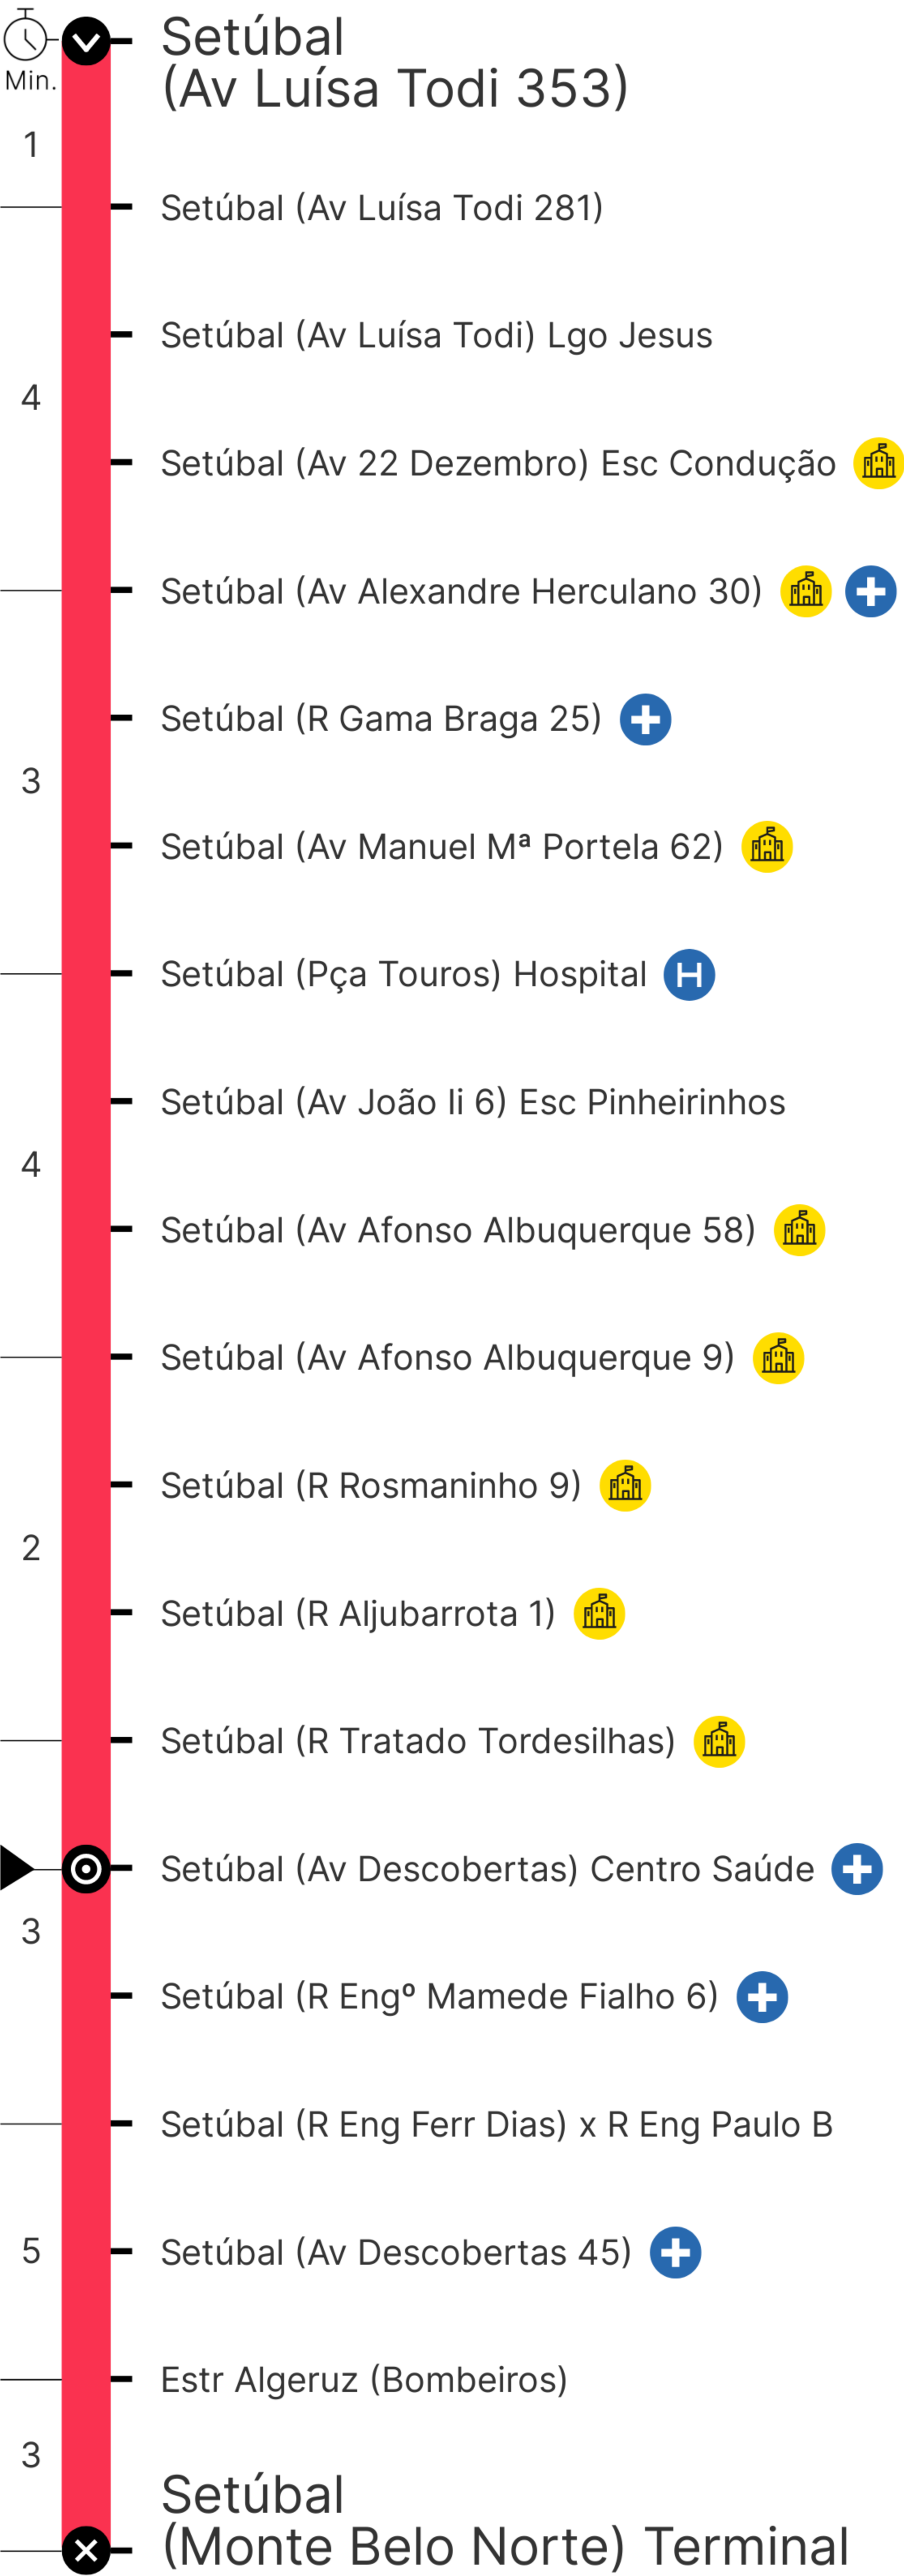 Setúbal
(Av Luísa Todi 353)
Min.
1
Setúbal (Av Luísa Todi 281)
Setúbal (Av Luísa Todi) Lgo Jesus
4
Setúbal (Av 22 Dezembro) Esc Condução
Setúbal (Av Alexandre Herculano 30)
Setúbal (R Gama Braga 25)
3
Setúbal (Av Manuel Mª Portela 62)
Setúbal (Pça Touros) Hospital H
Setúbal (Av João Ii 6) Esc Pinheirinhos
4
Setúbal (Av Afonso Albuquerque 58)
Setúbal (Av Afonso Albuquerque 9)
Setúbal (R Rosmaninho 9)
2
Setúbal (R Aljubarrota 1)
Setúbal (R Tratado Tordesilhas)
Setúbal (Av Descobertas) Centro Saúde
3
Setúbal (R Engº Mamede Fialho 6)
Setúbal (R Eng Ferr Dias) x R Eng Paulo B
5
Setúbal (Av Descobertas 45)
Estr Algeruz (Bombeiros)
3
Setúbal
(Monte Belo Norte) Terminal